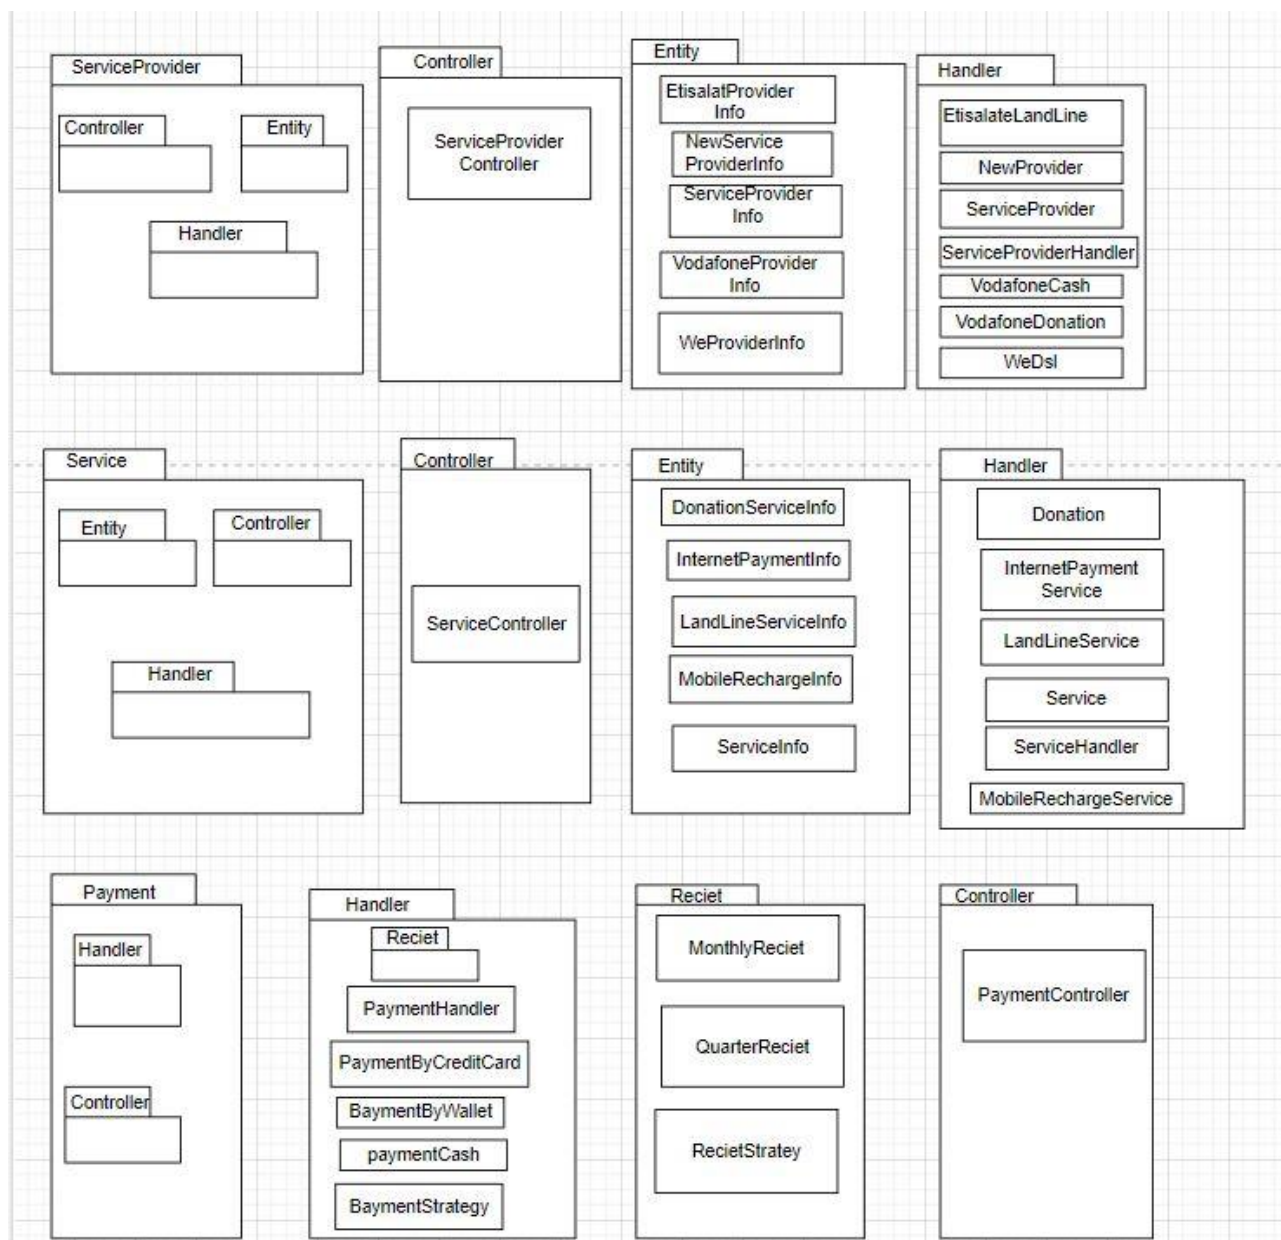 ServiceProvider
Controller
Entity
Handler
Controller
ServiceProvider
Controller
Entity
EtisalatProvider
Info
NewService
ProviderInfo
ServiceProvider
Info
VodafoneProvider
Info
WeProviderInfo
Handler
EtisalateLandLine
NewProvider
ServiceProvider
ServiceProviderHandler
VodafoneCash
VodafoneDonation
WeDsl
Service
Entity
Controller
Handler
Controller
ServiceController
Entity
DonationServiceInfo
InternetPaymentInfo
LandLineServiceInfo
MobileRechargeInfo
ServiceInfo
Handler
Donation
InternetPayment
Service
LandLineService
Service
ServiceHandler
MobileRechargeService
Payment
Handler
Controller
Handler
Reciet
PaymentHandler
PaymentByCreditCard
BaymentByWallet
paymentCash
BaymentStrategy
Reciet
MonthlyReciet
QuarterReciet
RecietStratey
Controller
PaymentController